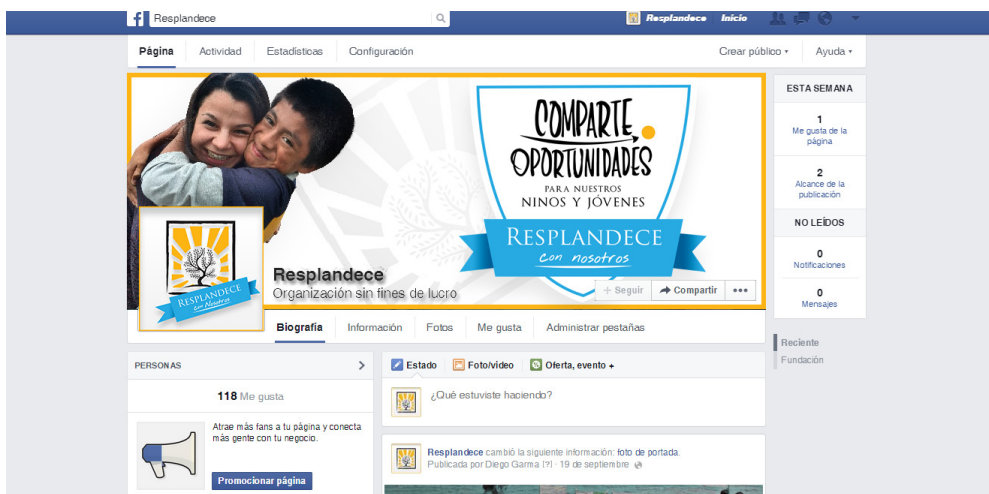 Resplandece
Resplandece Inicio
Página Actividad Estadísticas Configuración Crear público Ayuda
COMPARTE
OPORTUNIDADES
PARA NUESTROS
NINOS Y JÓVENES
RESPLANDECE
con nosotros
RESPLANDECE
con Nosotros
Resplandece
Organización sin fines de lucro
+ Seguir Compartir •••
Biografía Información Fotos Me gusta Administrar pestañas
ESTA SEMANA
1
Me gusta de la
página
2
Alcance de la
publicación
NO LEÍDOS
0
Notificaciones
0
Mensajes
Reciente
Fundación
PERSONAS
118 Me gusta
Atrae más fans a tu página y conecta
más gente con tu negocio.
Promocionar página
Estado Foto/video Oferta, evento +
¿Qué estuviste haciendo?
Resplandece cambió la siguiente información: foto de portada.
Publicada por Diego Garma [?] · 19 de septiembre